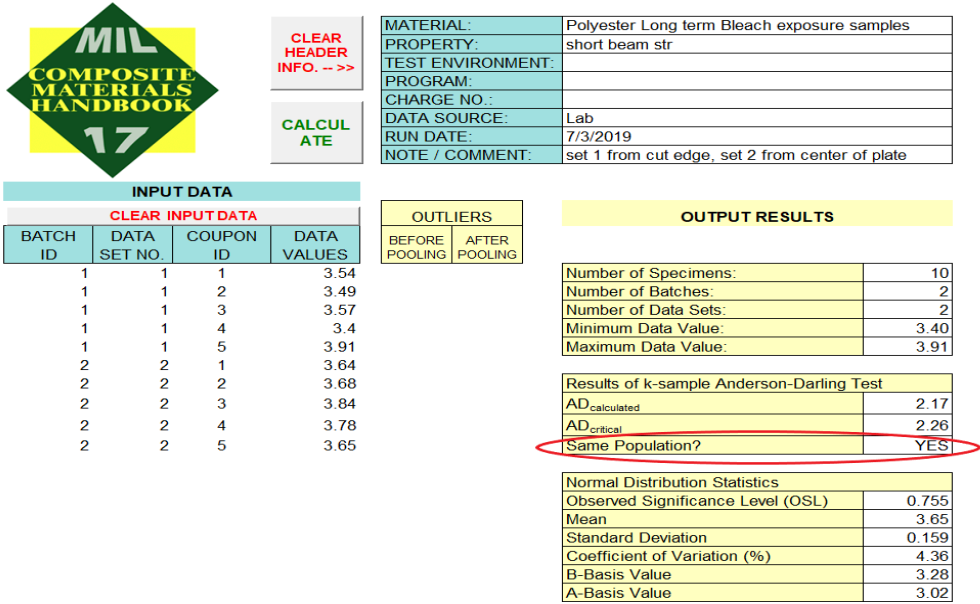 MIL
COMPOSITE
MATERIALS
HANDBOOK
17
CLEAR
HEADER
INFO. -- >>
CALCUL
ATE
MATERIAL: Polyester Long term Bleach exposure samples
PROPERTY: short beam str
TEST ENVIRONMENT:
PROGRAM:
CHARGE NO.:
DATA SOURCE: Lab
RUN DATE: 7/3/2019
NOTE / COMMENT: set 1 from cut edge, set 2 from center of plate
INPUT DATA
CLEAR INPUT DATA
BATCH DATA COUPON DATA
ID SET NO. ID VALUES
1 1 1 3.54
1 1 2 3.49
1 1 3 3.57
1 1 4 3.4
1 1 5 3.91
2 2 1 3.64
2 2 2 3.68
2 2 3 3.84
2 2 4 3.78
2 2 5 3.65
OUTLIERS
BEFORE AFTER
POOLING POOLING
OUTPUT RESULTS
Number of Specimens: 10
Number of Batches: 2
Number of Data Sets: 2
Minimum Data Value: 3.40
Maximum Data Value: 3.91
Results of k-sample Anderson-Darling Test
ADcalculated 2.17
ADcritical 2.26
Same Population? YES
Normal Distribution Statistics
Observed Significance Level (OSL) 0.755
Mean 3.65
Standard Deviation 0.159
Coefficient of Variation (%) 4.36
B-Basis Value 3.28
A-Basis Value 3.02